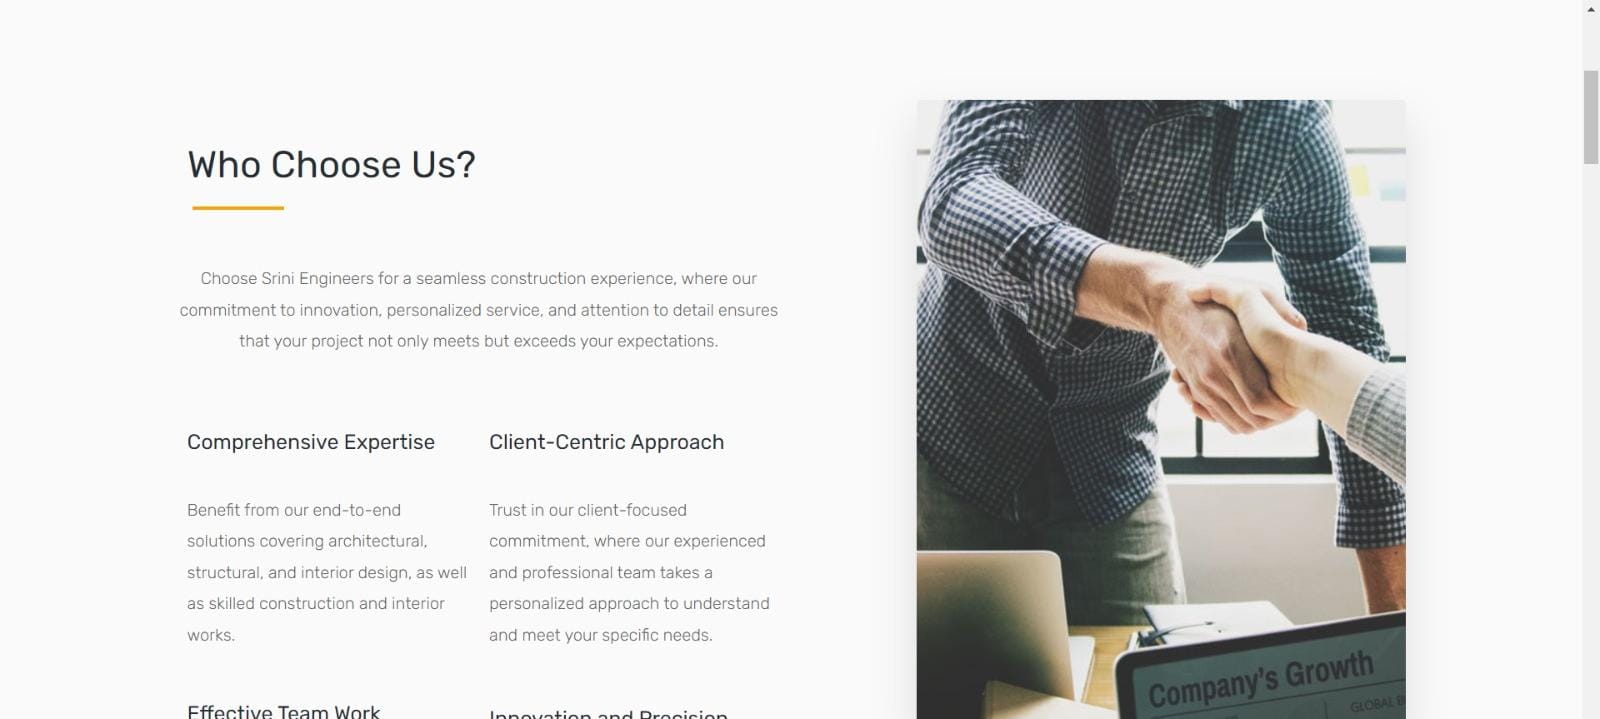 Who Choose Us?
Choose Srini Engineers for a seamless construction experience, where our
commitment to innovation, personalized service, and attention to detail ensures
that your project not only meets but exceeds your expectations.
Comprehensive Expertise
Benefit from our end-to-end
solutions covering architectural,
structural, and interior design, as well
as skilled construction and interior
works.
Client-Centric Approach
Trust in our client-focused
commitment, where our experienced
and professional team takes a
personalized approach to understand
and meet your specific needs.
Effective Team Work
Innovation and Precision
Company's Growth
GLOBAL